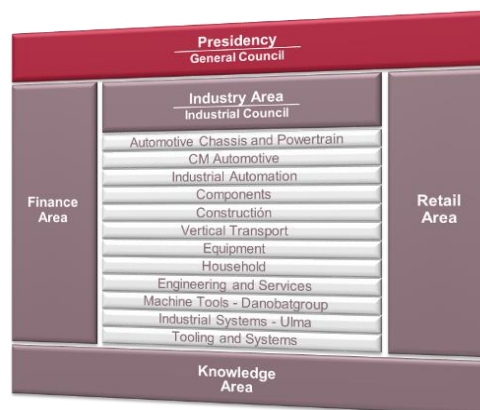 Presidency
General Council
Industry Area
Industrial Council
Automotive Chassis and Powertrain
CM Automotive
Industrial Automation
Components
Constructión
Vertical Transport
Equipment
Household
Engineering and Services
Machine Tools - Danobatgroup
Industrial Systems - Ulma
Tooling and Systems
Finance
Area
Retail
Area
Knowledge
Area